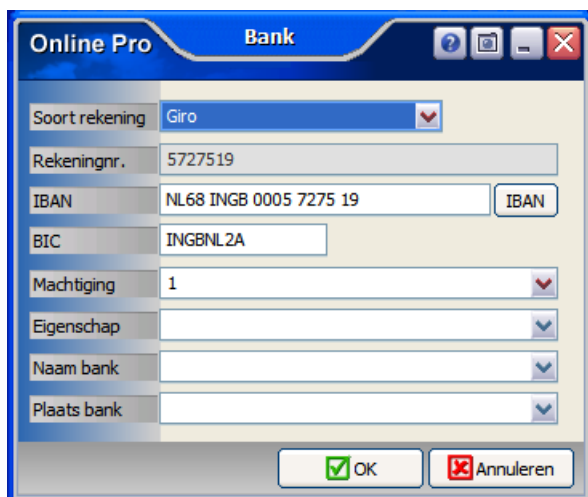 Online Pro Bank
Soort rekening Giro
Rekeningnr. 5727519
IBAN NL68 INGB 0005 7275 19 IBAN
BIC INGBNL2A
Machtiging 1
Eigenschap
Naam bank
Plaats bank
OK Annuleren